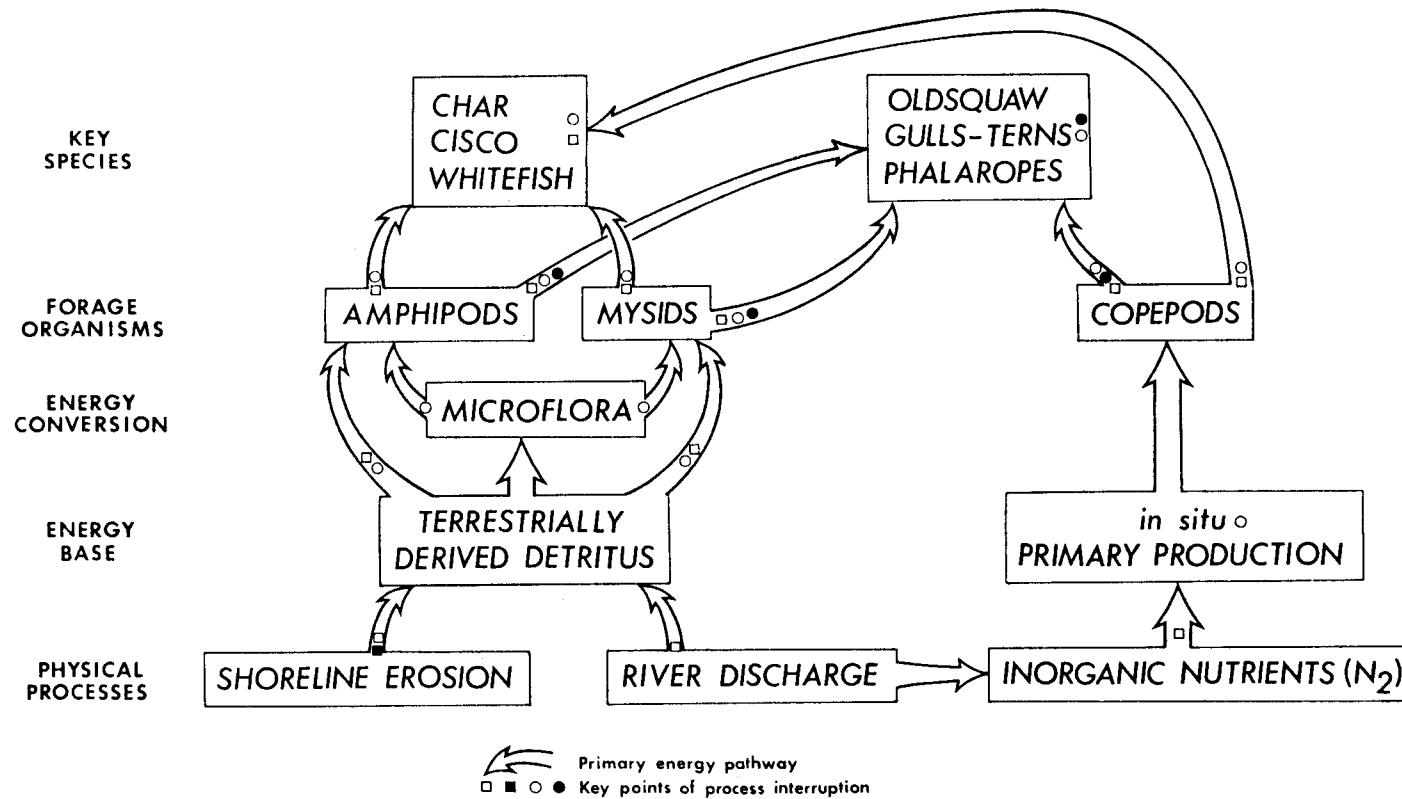 KEY
SPECIES
CHAR
CISCO
WHITEFISH
OLDSQUAW
GULLS-TERNS
PHALAROPES
FORAGE
ORGANISMS
AMPHIPODS
MYSIDS
COPEPODS
ENERGY
CONVERSION
MICROFLORA
ENERGY
BASE
TERRESTRIALLY
DERIVED DETRITUS
in situ
PRIMARY PRODUCTION
PHYSICAL
PROCESSES
SHORELINE EROSION
RIVER DISCHARGE
INORGANIC NUTRIENTS (N2)
Primary energy pathway
Key points of process interruption